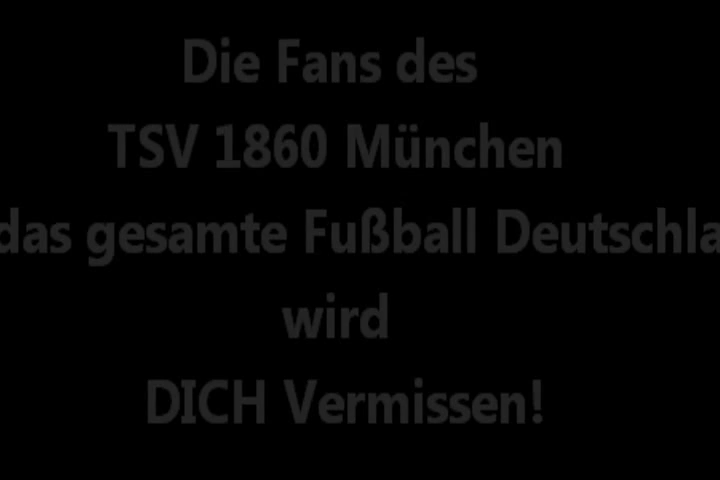 Die Fans des
TSV 1860 München
das gesamte Fußball Deutschla
wird
DICH Vermissen!